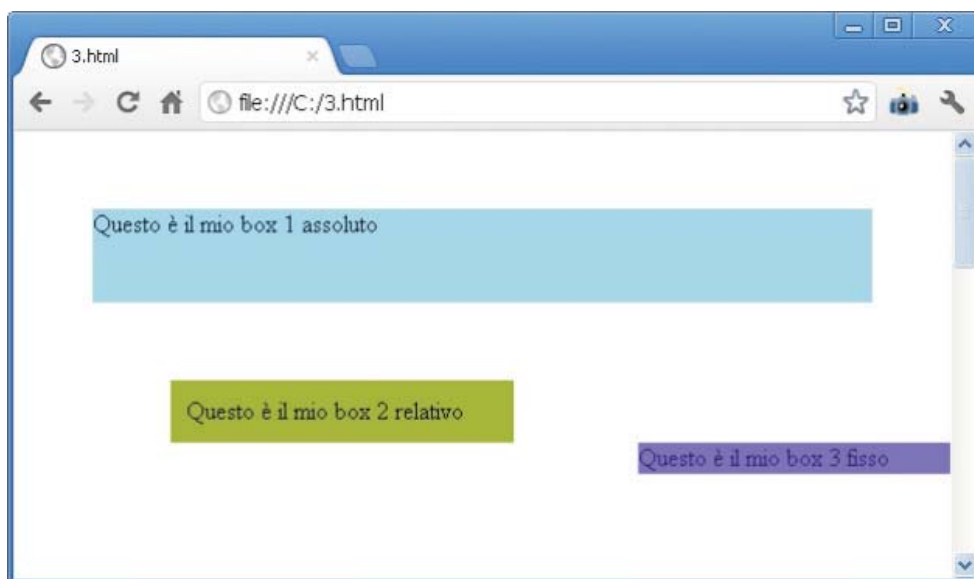 3.html
file:///C:/3.html
Questo è il mio box 1 assoluto
Questo è il mio box 2 relativo
Questo è il mio box 3 fisso